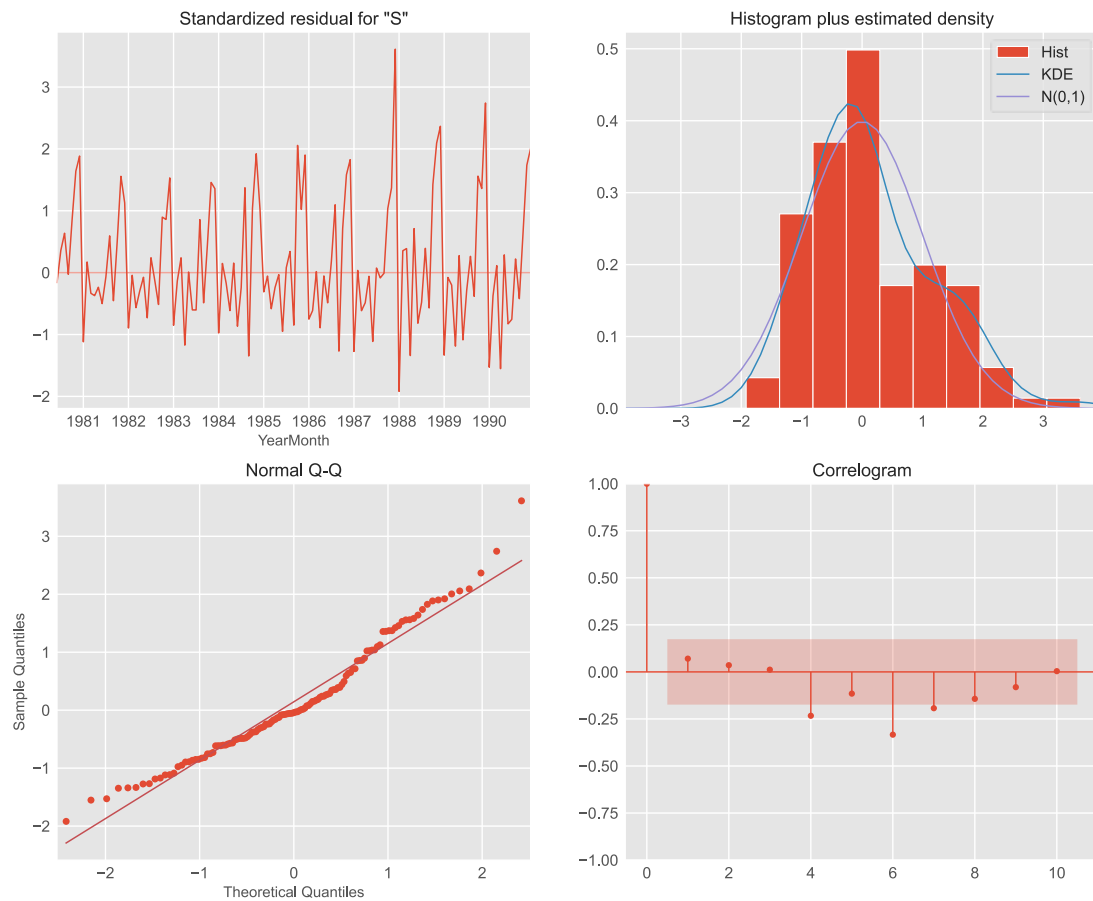 Standardized residual for "S"
3
2
1
0
−1
−2
1981 1982 1983 1984 1985 1986 1987 1988 1989 1990
YearMonth
Histogram plus estimated density
Hist
KDE
N(0,1)
0.5
0.4
0.3
0.2
0.1
0.0
−3 −2 −1 0 1 2 3
Normal Q-Q
Sample Quantiles
3
2
1
0
−1
−2
−2 −1 0 1 2
Theoretical Quantiles
Correlogram
1.00
0.75
0.50
0.25
0.00
−0.25
−0.50
−0.75
−1.00
0 2 4 6 8 10